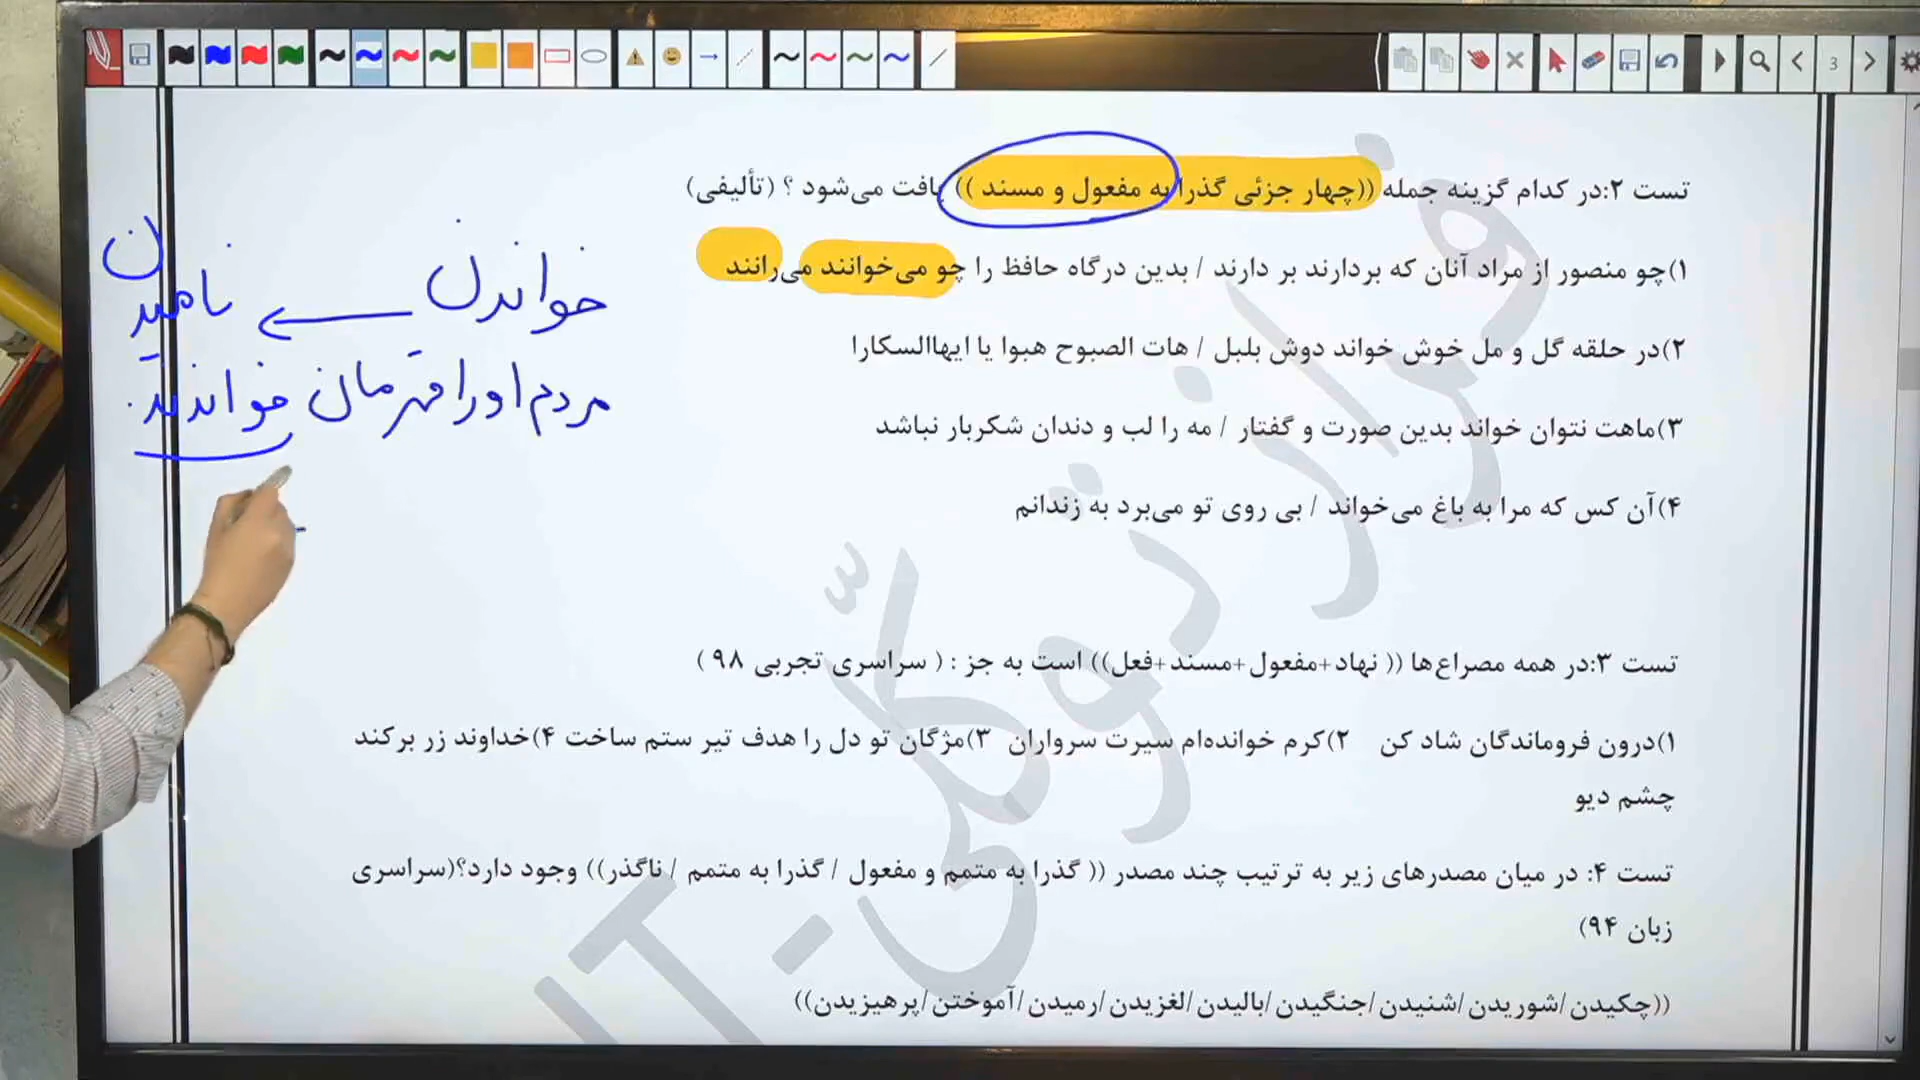 3
تست ۲:در کدام گزینه جمله ((چهار جزئی گذرا به مفعول و مسند )) یافت می‌شود ؟ (تألیفی)
۱)چو منصور از مراد آنان که بردارند بر دارند / بدین درگاه حافظ را چو می‌خوانند می‌رانند
۲)در حلقه گل و مل خوش خواند دوش بلبل / هات الصبوح هبوا یا ایهاالسکارا
۳)ماهت نتوان خواند بدین صورت و گفتار / مه را لب و دندان شکربار نباشد
۴)آن کس که مرا به باغ می‌خواند / بی روی تو می‌برد به زندانم
خواندن ← نامیدن
مردم او را قهرمان خواندند.
تست ۳:در همه مصراع‌ها (( نهاد+مفعول+مسند+فعل)) است به جز : ( سراسری تجربی ۹۸ )
۱)درون فروماندگان شاد کن ۲)کرم خوانده‌ام سیرت سرواران ۳)مژگان تو دل را هدف تیر ستم ساخت ۴)خداوند زر برکند
چشم دیو
تست ۴: در میان مصدرهای زیر به ترتیب چند مصدر (( گذرا به متمم و مفعول / گذرا به متمم / ناگذر)) وجود دارد؟(سراسری
زبان ۹۴)
((چکیدن/شوریدن/شنیدن/جنگیدن/بالیدن/لغزیدن/رمیدن/آموختن/پرهیزیدن))